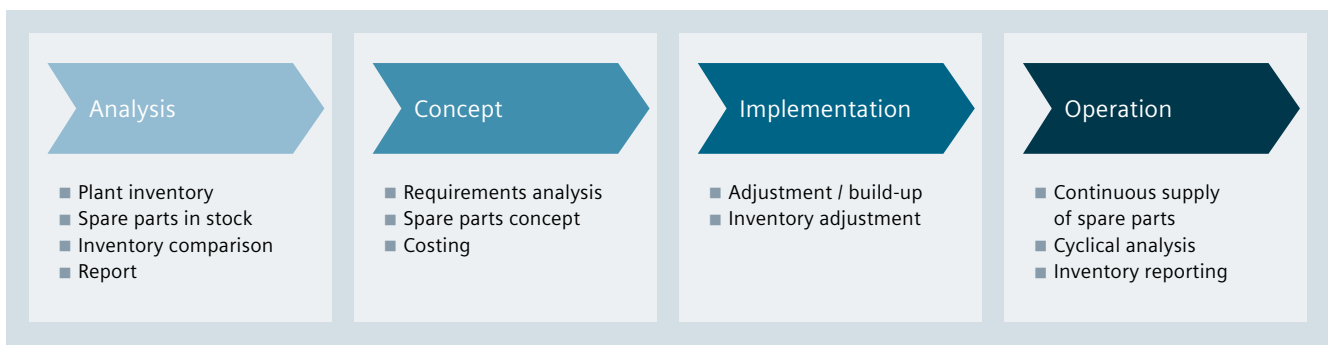 Analysis
Plant inventory
Spare parts in stock
Inventory comparison
Report
Concept
Requirements analysis
Spare parts concept
Costing
Implementation
Adjustment / build-up
Inventory adjustment
Operation
Continuous supply
of spare parts
Cyclical analysis
Inventory reporting